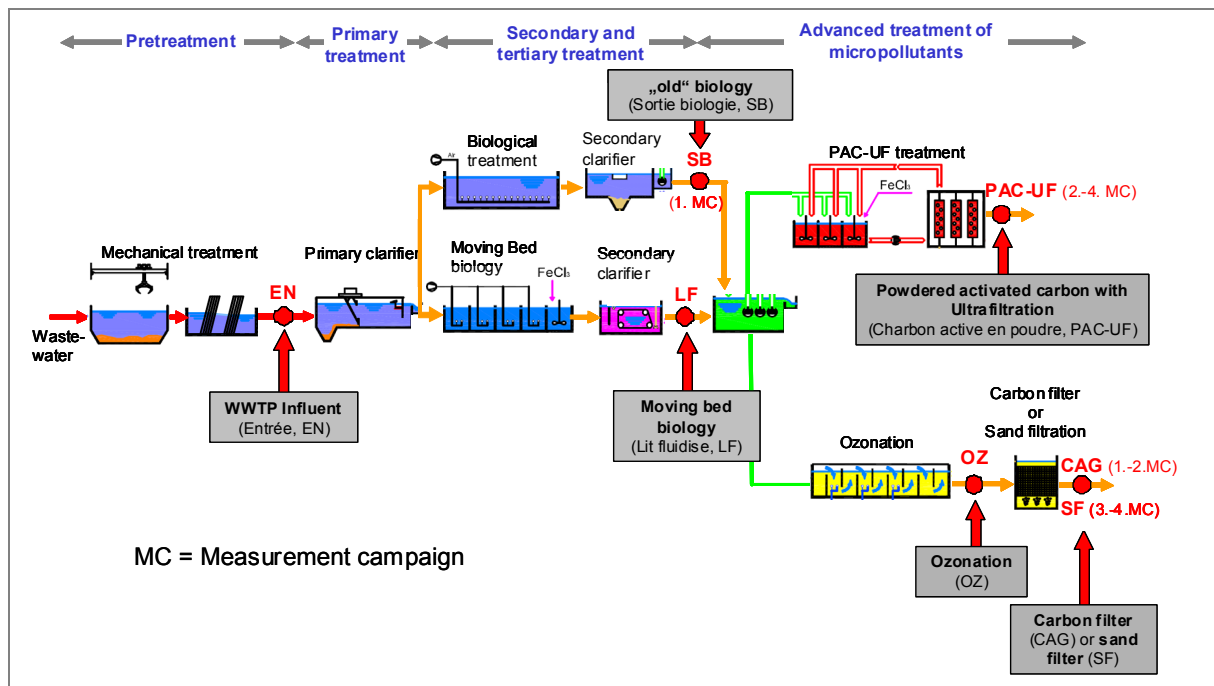 Pretreatment
Primary
treatment
Secondary and
tertiary treatment
Advanced treatment of
micropollutants
„old“ biology
(Sortie biologie, SB)
Biological
treatment
Air
Secondary
clarifier
SB
(1. MC)
PAC-UF treatment
FeCl₃
PAC-UF (2.-4. MC)
Mechanical treatment
Primary clarifier
Moving Bed
biology
FeCl₃
Secondary
clarifier
EN
LF
Waste-
water
Powdered activated carbon with
Ultrafiltration
(Charbon active en poudre, PAC-UF)
WWTP Influent
(Entrée, EN)
Moving bed
biology
(Lit fluidise, LF)
Carbon filter
or
Sand filtration
Ozonation
OZ
CAG (1.-2.MC)
SF (3.-4.MC)
MC = Measurement campaign
Ozonation
(OZ)
Carbon filter
(CAG) or sand
filter (SF)